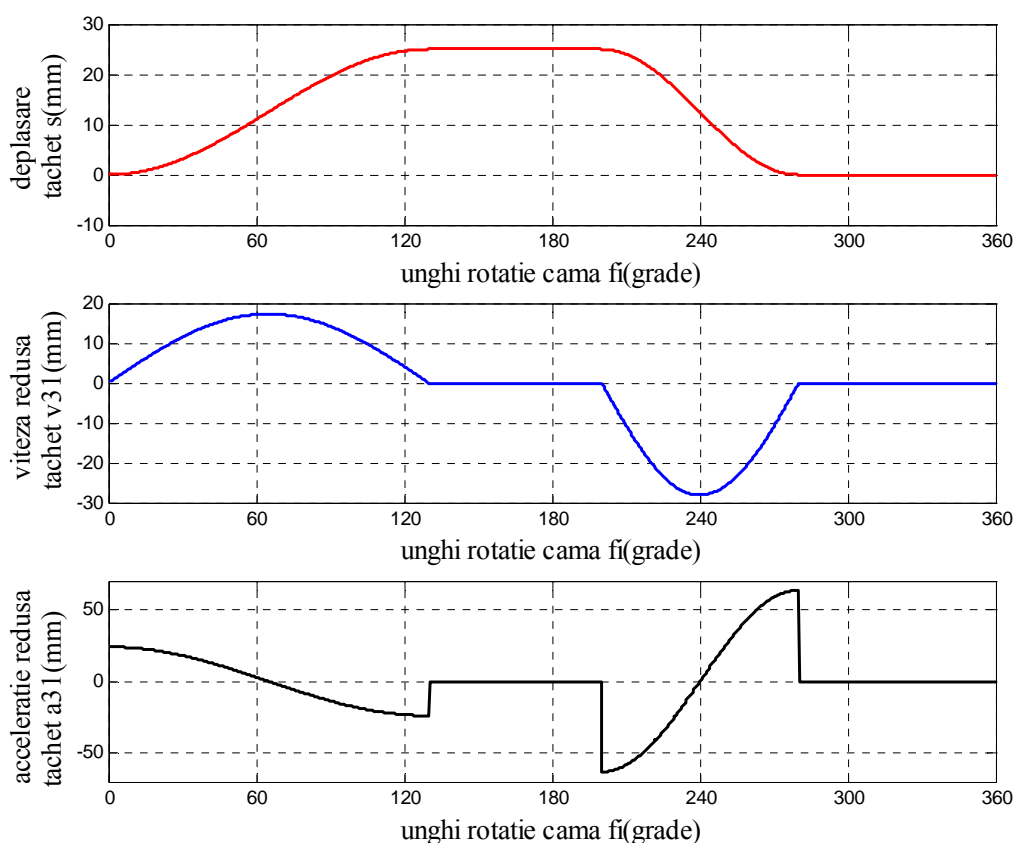 30
20
10
0
-10
deplasare
tachet s(mm)
0 60 120 180 240 300 360
unghi rotatie cama fi(grade)
20
10
0
-10
-20
-30
viteza redusa
tachet v31(mm)
0 60 120 180 240 300 360
unghi rotatie cama fi(grade)
50
0
-50
acceleratie redusa
tachet a31(mm)
0 60 120 180 240 300 360
unghi rotatie cama fi(grade)